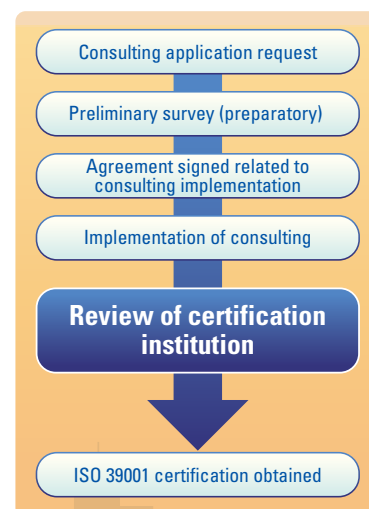 Consulting application request
Preliminary survey (preparatory)
Agreement signed related to
consulting implementation
Implementation of consulting
Review of certification
institution
ISO 39001 certification obtained